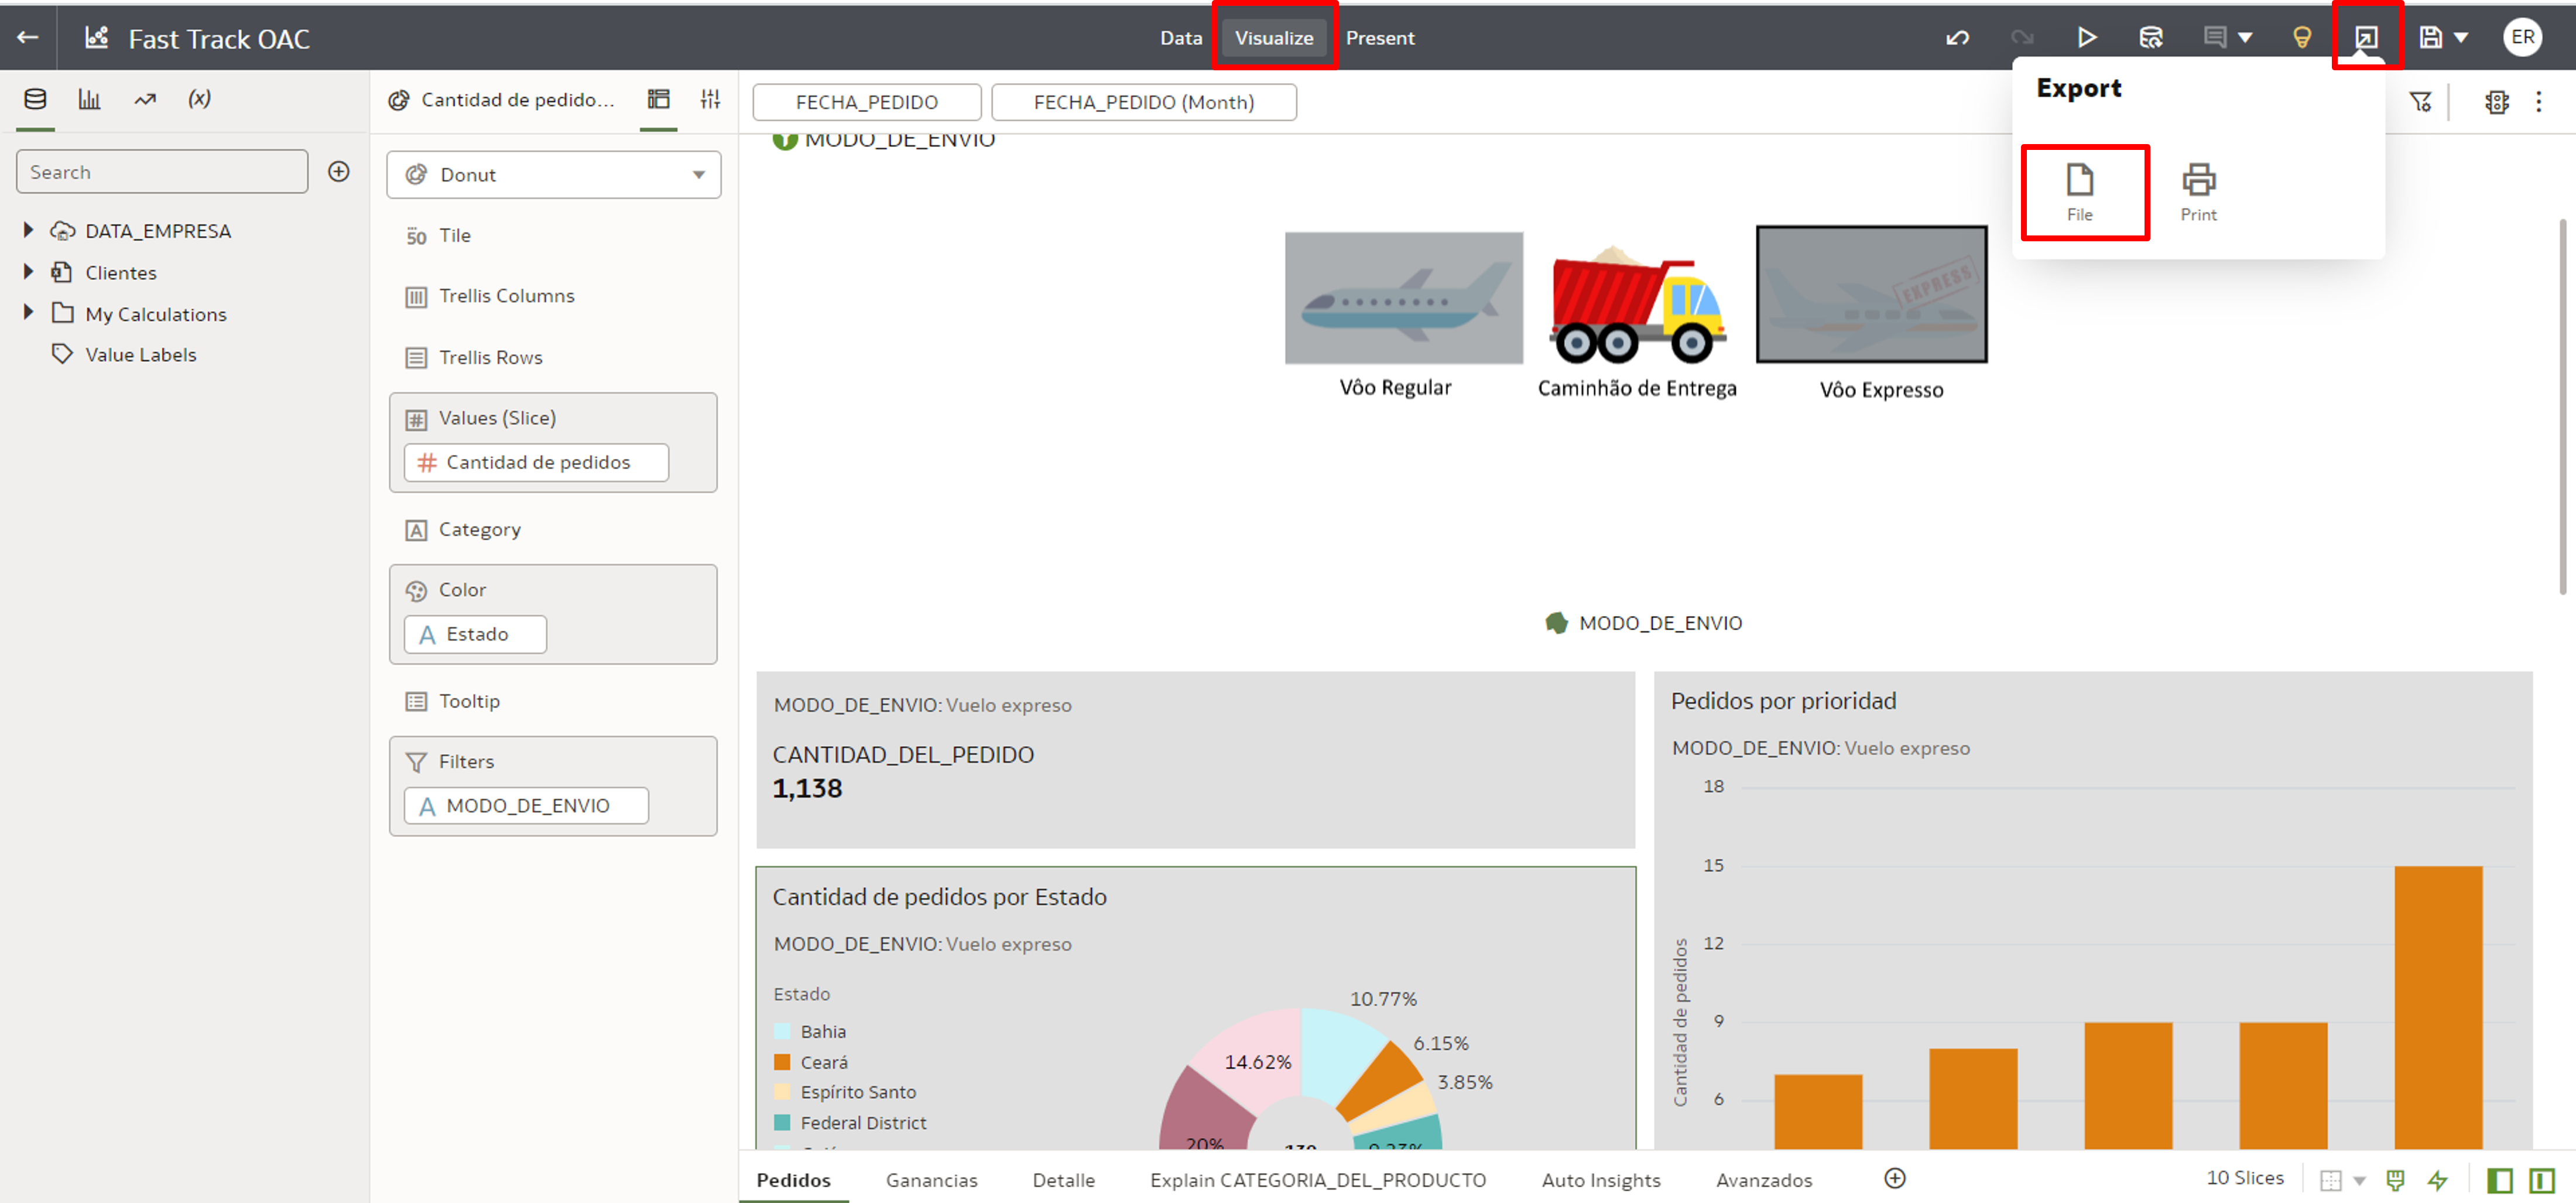 Fast Track OAC
Data Visualize Present
ER
Export
File Print
Search
DATA_EMPRESA
Clientes
My Calculations
Value Labels
(x)
Cantidad de pedido...
Donut
50 Tile
Trellis Columns
Trellis Rows
Values (Slice)
# Cantidad de pedidos
Category
Color
A Estado
Tooltip
Filters
A MODO_DE_ENVIO
FECHA_PEDIDO FECHA_PEDIDO (Month)
MODO_DE_ENVIO
EXPRESS
Vôo Regular
Caminhão de Entrega
Vôo Expresso
MODO_DE_ENVIO
MODO_DE_ENVIO: Vuelo expreso
CANTIDAD_DEL_PEDIDO
1,138
Cantidad de pedidos por Estado
MODO_DE_ENVIO: Vuelo expreso
Estado
Bahia
Ceará
Espírito Santo
Federal District
10.77%
6.15%
3.85%
14.62%
20%
9.23%
130
Pedidos por prioridad
MODO_DE_ENVIO: Vuelo expreso
Cantidad de pedidos
18
15
12
9
6
Pedidos Ganancias Detalle Explain CATEGORIA_DEL_PRODUCTO Auto Insights Avanzados
10 Slices